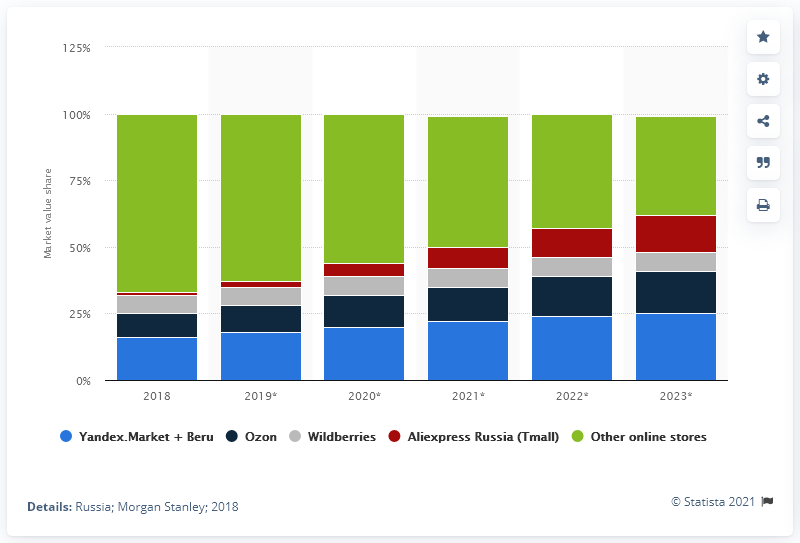 125%
100%
75%
50%
25%
0%
Market value share
2018
2019*
2020*
2021*
2022*
2023*
Yandex.Market + Beru
Ozon
Wildberries
Aliexpress Russia (Tmall)
Other online stores
Details: Russia; Morgan Stanley; 2018
© Statista 2021